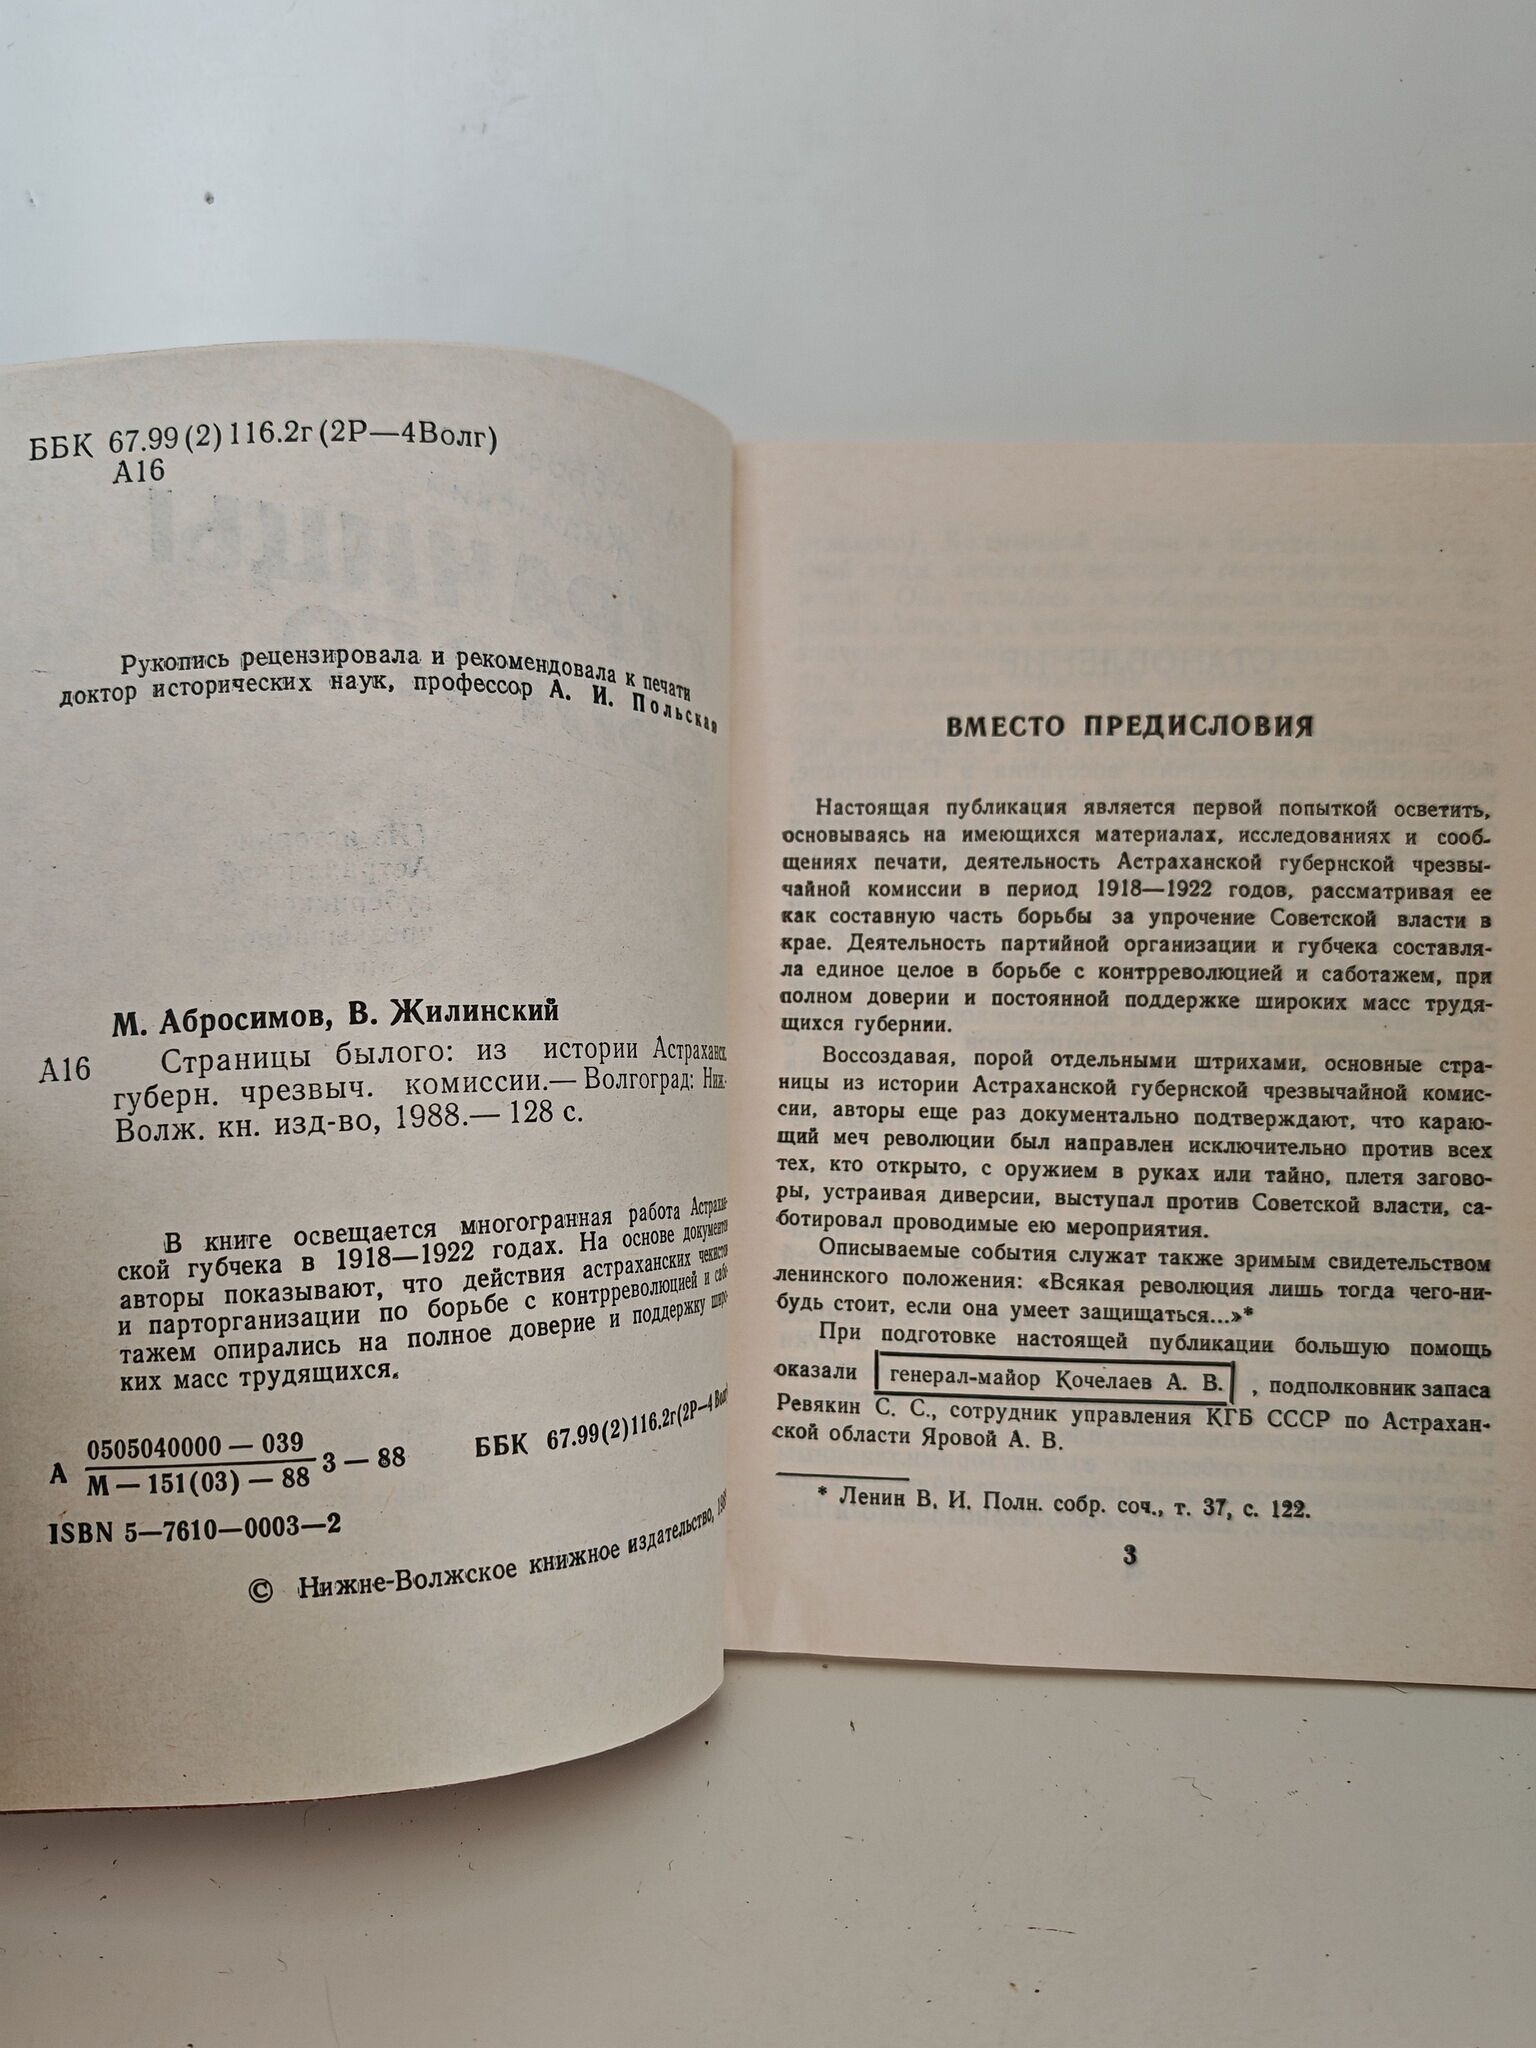 ББК 67.99(2)116.2г(2Р—4Волг)
А16
Рукопись рецензировала и рекомендовала к печати
доктор исторических наук, профессор А. И. Польская
М. Абросимов, В. Жилинский
А16 Страницы былого: из истории Астраханск.
губерн. чрезвыч. комиссии.— Волгоград: Ниж.-
Волж. кн. изд-во, 1988.— 128 с.
В книге освещается многогранная работа Астрахан-
ской губчека в 1918—1922 годах. На основе документов
авторы показывают, что действия астраханских чекистов
и парторганизации по борьбе с контрреволюцией и сабо-
тажем опирались на полное доверие и поддержку широ-
ких масс трудящихся.
А 0505040000 — 039
М — 151(03) — 88 3 — 88 ББК 67.99(2)116.2г(2Р—4 Волг)
ISBN 5—7610—0003—2
© Нижне-Волжское книжное издательство, 198
ВМЕСТО ПРЕДИСЛОВИЯ
Настоящая публикация является первой попыткой осветить,
основываясь на имеющихся материалах, исследованиях и сооб-
щениях печати, деятельность Астраханской губернской чрезвы-
чайной комиссии в период 1918—1922 годов, рассматривая ее
как составную часть борьбы за упрочение Советской власти в
крае. Деятельность партийной организации и губчека составля-
ла единое целое в борьбе с контрреволюцией и саботажем, при
полном доверии и постоянной поддержке широких масс трудя-
щихся губернии.
Воссоздавая, порой отдельными штрихами, основные стра-
ницы из истории Астраханской губернской чрезвычайной комис-
сии, авторы еще раз документально подтверждают, что караю-
щий меч революции был направлен исключительно против всех
тех, кто открыто, с оружием в руках или тайно, плетя загово-
ры, устраивая диверсии, выступал против Советской власти, са-
ботировал проводимые ею мероприятия.
Описываемые события служат также зримым свидетельством
ленинского положения: «Всякая революция лишь тогда чего-ни-
будь стоит, если она умеет защищаться...»*
При подготовке настоящей публикации большую помощь
оказали генерал-майор Кочелаев А. В. , подполковник запаса
Ревякин С. С., сотрудник управления КГБ СССР по Астрахан-
ской области Яровой А. В.
* Ленин В. И. Полн. собр. соч., т. 37, с. 122.
3